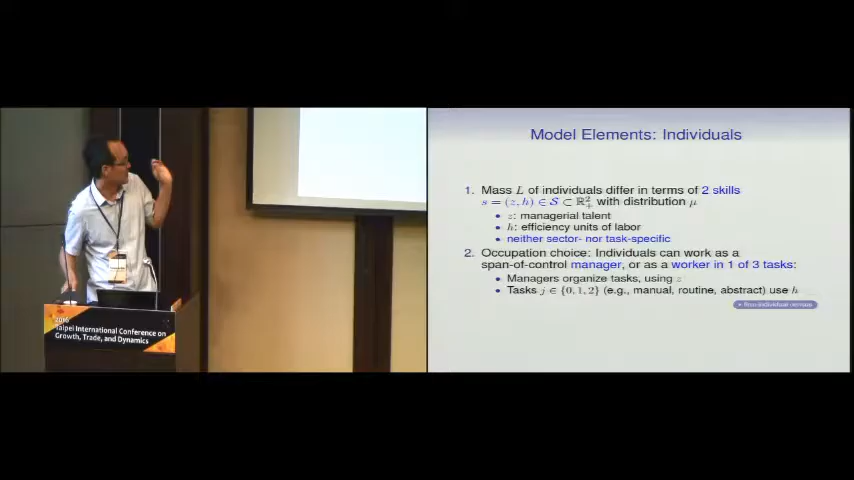 2016
Taipei International Conference on
Growth, Trade, and Dynamics
Model Elements: Individuals
1. Mass L of individuals differ in terms of 2 skills
s = (z, h) ∈ S ⊂ ℝ²₊ with distribution μ
• z: managerial talent
• h: efficiency units of labor
• neither sector- nor task-specific
2. Occupation choice: Individuals can work as a
span-of-control manager, or as a worker in 1 of 3 tasks:
• Managers organize tasks, using z
• Tasks j ∈ {0, 1, 2} (e.g., manual, routine, abstract) use h